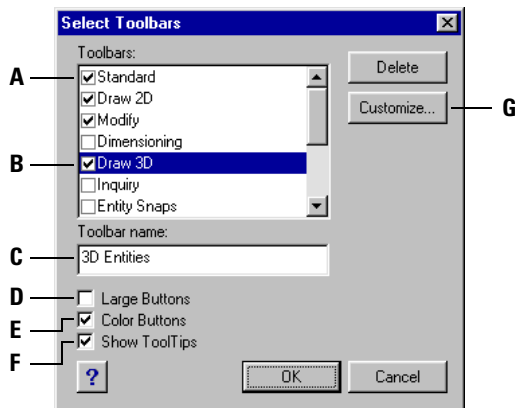 Select Toolbars
Toolbars:
A
Standard
Delete
Draw 2D
Modify
Customize...
G
Dimensioning
B
Draw 3D
Inquiry
Entity Snaps
Toolbar name:
C
3D Entities
D
Large Buttons
E
Color Buttons
F
Show ToolTips
?
OK
Cancel